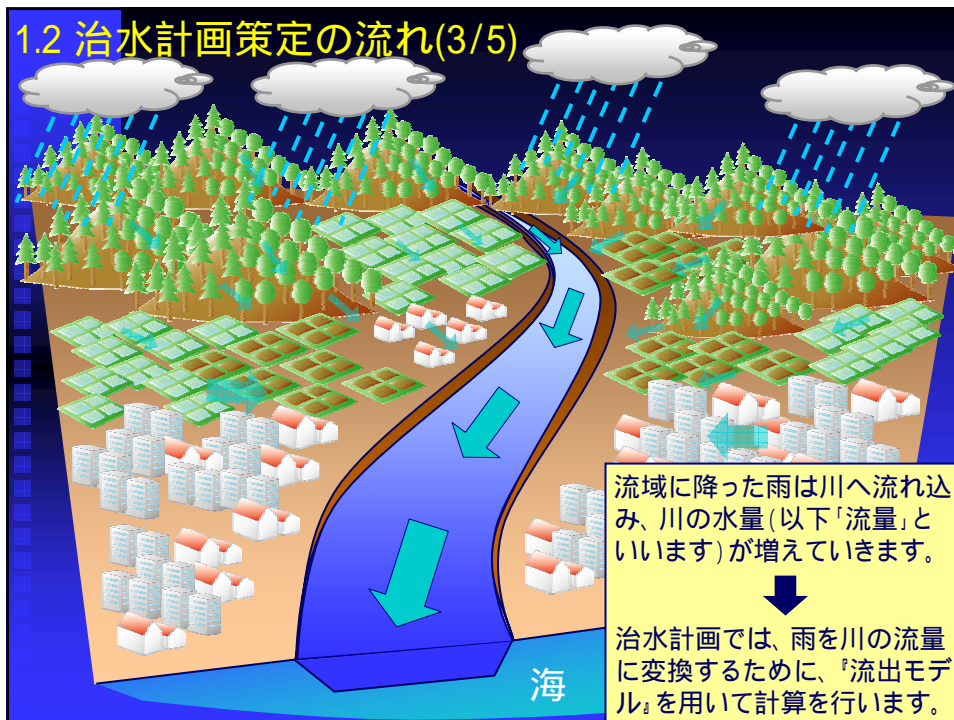 1.2 治水計画策定の流れ(3/5)
流域に降った雨は川へ流れ込
み、川の水量(以下「流量」と
いいます)が増えていきます。
治水計画では、雨を川の流量
に変換するために、『流出モデ
ル』を用いて計算を行います。
海